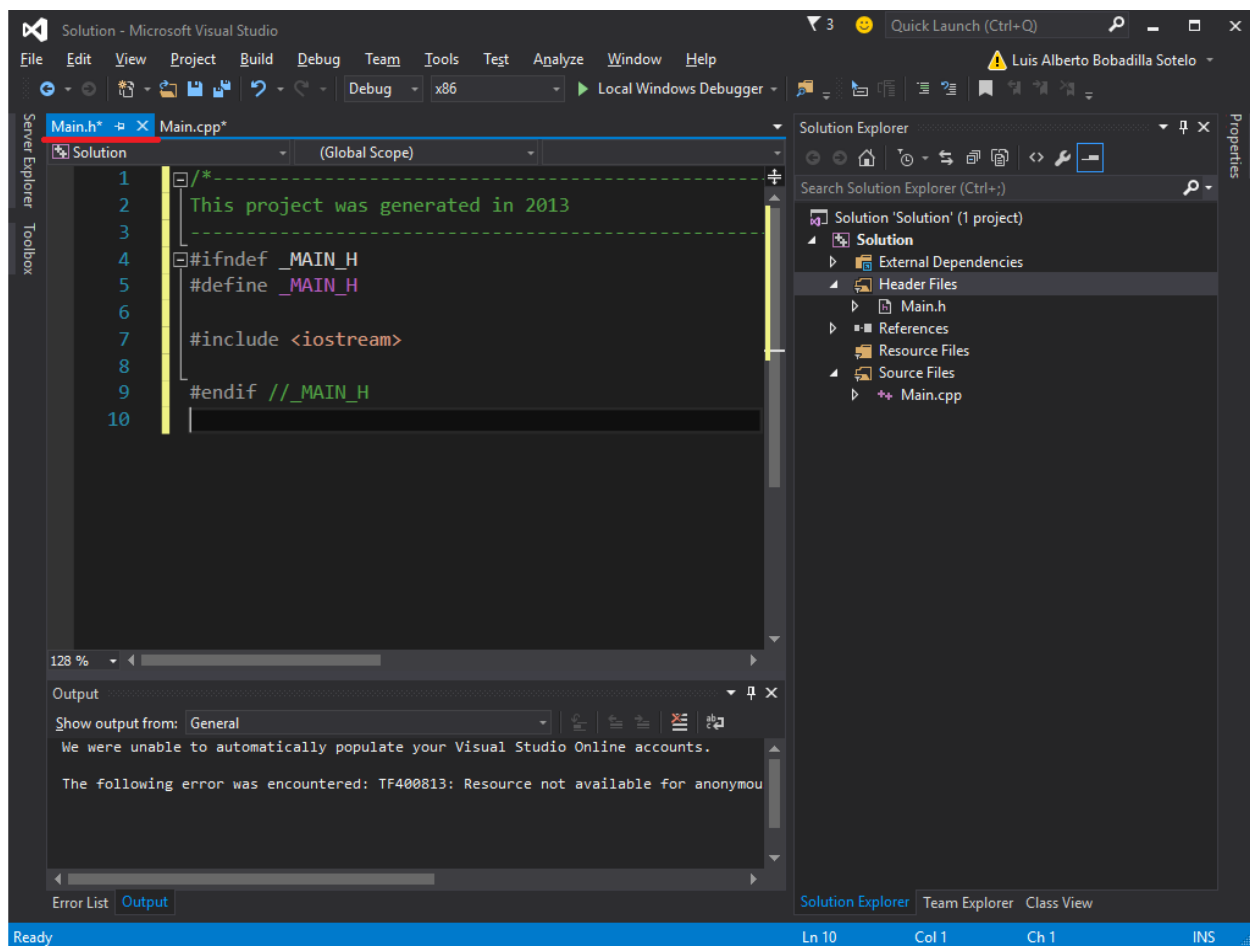 Solution - Microsoft Visual Studio
3
Quick Launch (Ctrl+Q)
File Edit View Project Build Debug Team Tools Test Analyze Window Help
Luis Alberto Bobadilla Sotelo
Debug x86 Local Windows Debugger
Server Explorer
Toolbox
Main.h* Main.cpp*
Solution (Global Scope)
1 /*--------------------------------------------------
2 This project was generated in 2013
3 ----------------------------------------------------
4 #ifndef _MAIN_H
5 #define _MAIN_H
6
7 #include <iostream>
8
9 #endif //_MAIN_H
10
128 %
Output
Show output from: General
We were unable to automatically populate your Visual Studio Online accounts.
The following error was encountered: TF400813: Resource not available for anonymou
Error List Output
Solution Explorer
Search Solution Explorer (Ctrl+;)
Solution 'Solution' (1 project)
Solution
External Dependencies
Header Files
Main.h
References
Resource Files
Source Files
Main.cpp
Solution Explorer Team Explorer Class View
Properties
Ready Ln 10 Col 1 Ch 1 INS